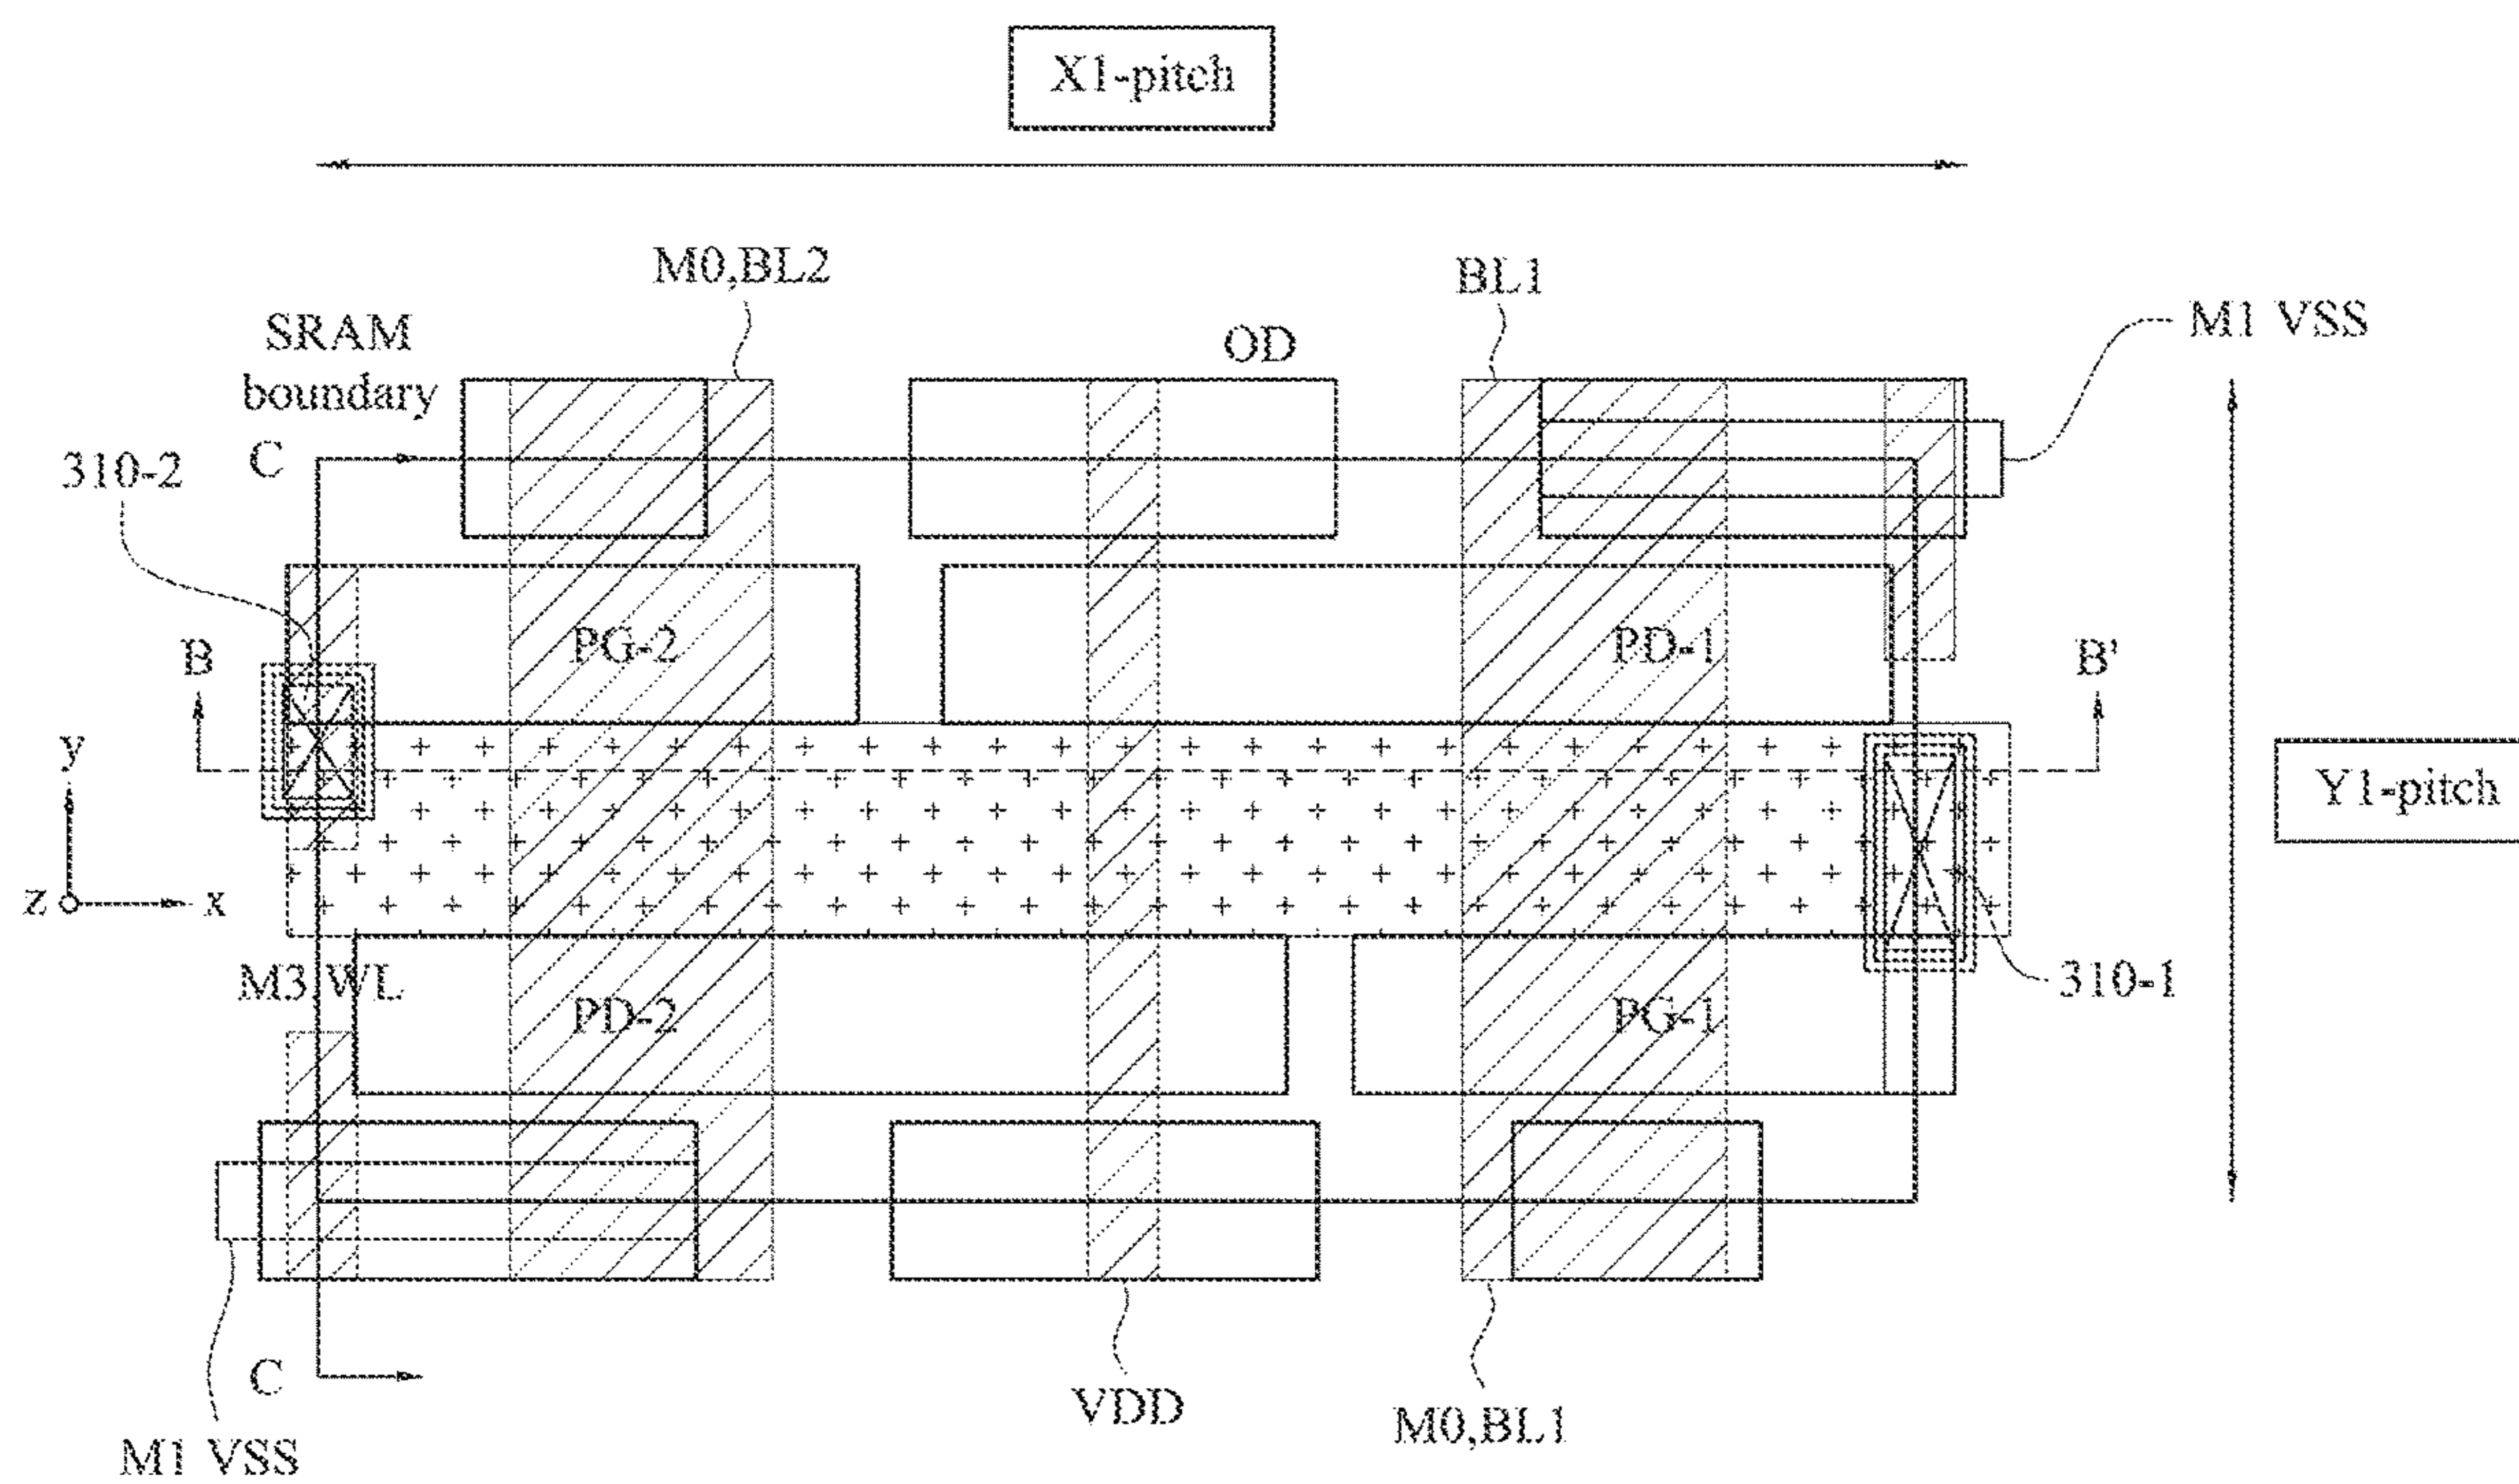 X1-pitch
M0,BL2
BL1
M1 VSS
SRAM
boundary
OD
C
310-2
PG-2
PD-1
B
B'
y
Y1-pitch
z
x
M3 WL
310-1
PD-2
PG-1
C
VDD
M0,BL1
M1 VSS